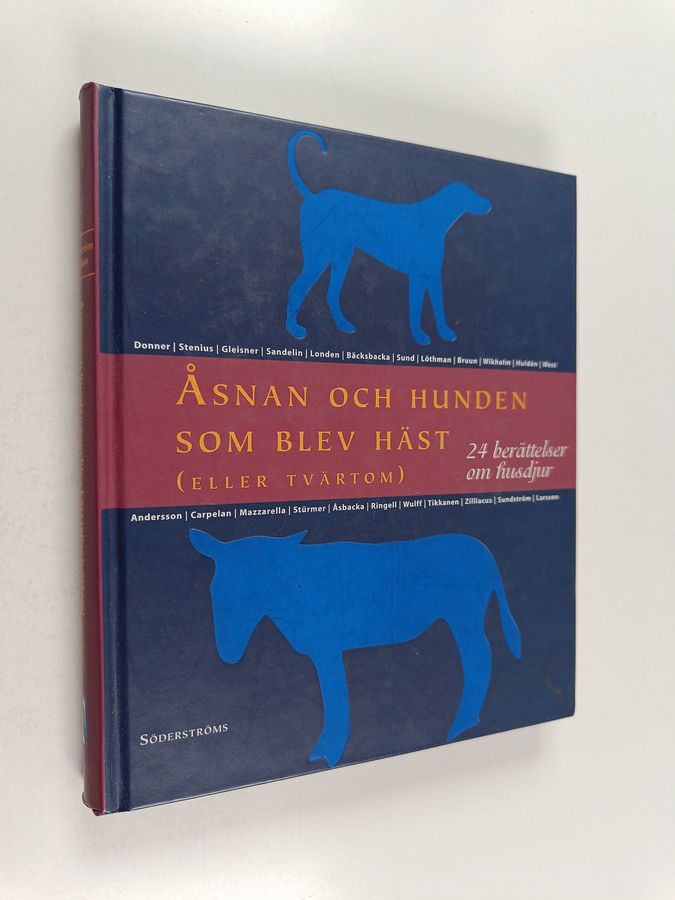 Donner | Stenius | Gleisner | Sandelin | Londen | Bäcksbacka | Sund | Löthman | Bruun | Wikholm | Huldén | West
ÅSNAN OCH HUNDEN
SOM BLEV HÄST
(ELLER TVÄRTOM)
24 berättelser
om husdjur
Andersson | Carpelan | Mazzarella | Stürmer | Åsbacka | Ringell | Wulff | Tikkanen | Zilliacus | Sundström | Larsson
SÖDERSTRÖMS